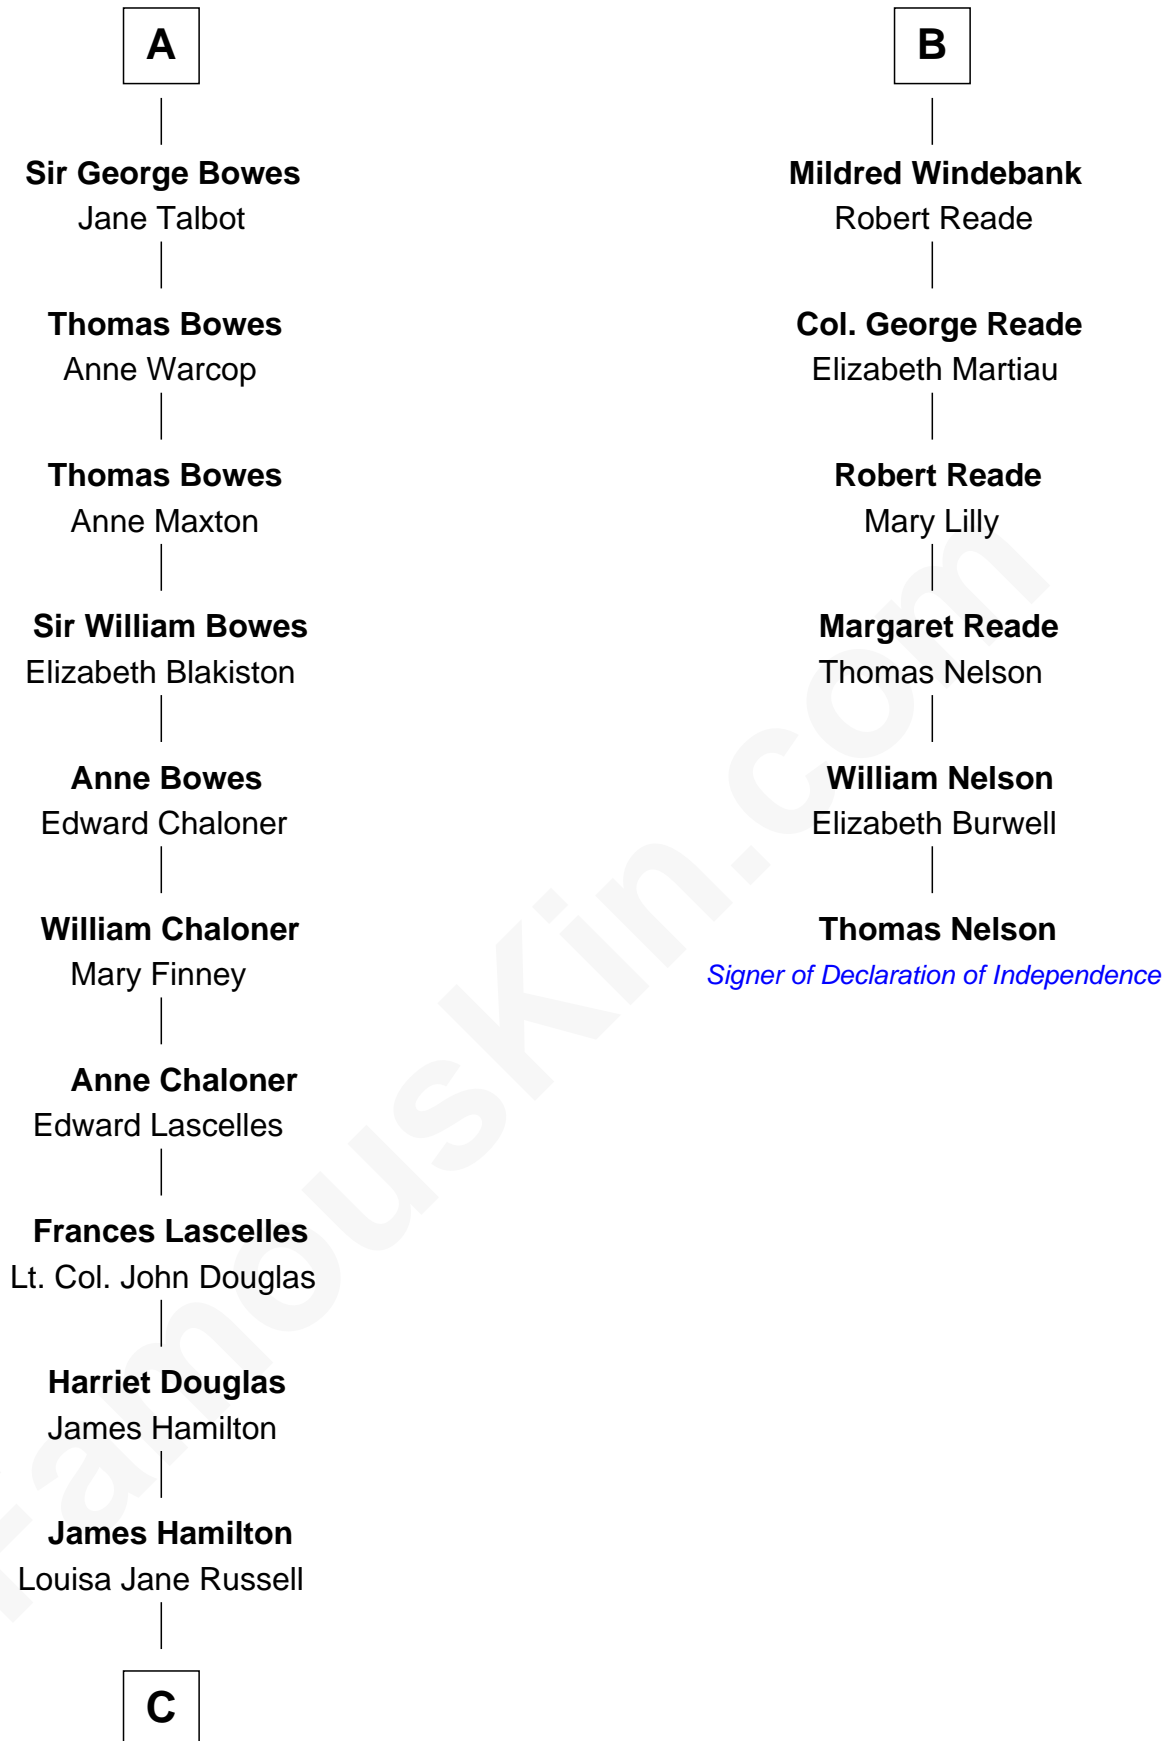 A
Sir George Bowes
Jane Talbot
Thomas Bowes
Anne Warcop
Thomas Bowes
Anne Maxton
Sir William Bowes
Elizabeth Blakiston
Anne Bowes
Edward Chaloner
William Chaloner
Mary Finney
Anne Chaloner
Edward Lascelles
Frances Lascelles
Lt. Col. John Douglas
Harriet Douglas
James Hamilton
James Hamilton
Louisa Jane Russell
C
B
Mildred Windebank
Robert Reade
Col. George Reade
Elizabeth Martiau
Robert Reade
Mary Lilly
Margaret Reade
Thomas Nelson
William Nelson
Elizabeth Burwell
Thomas Nelson
Signer of Declaration of Independence
FamousKin.com